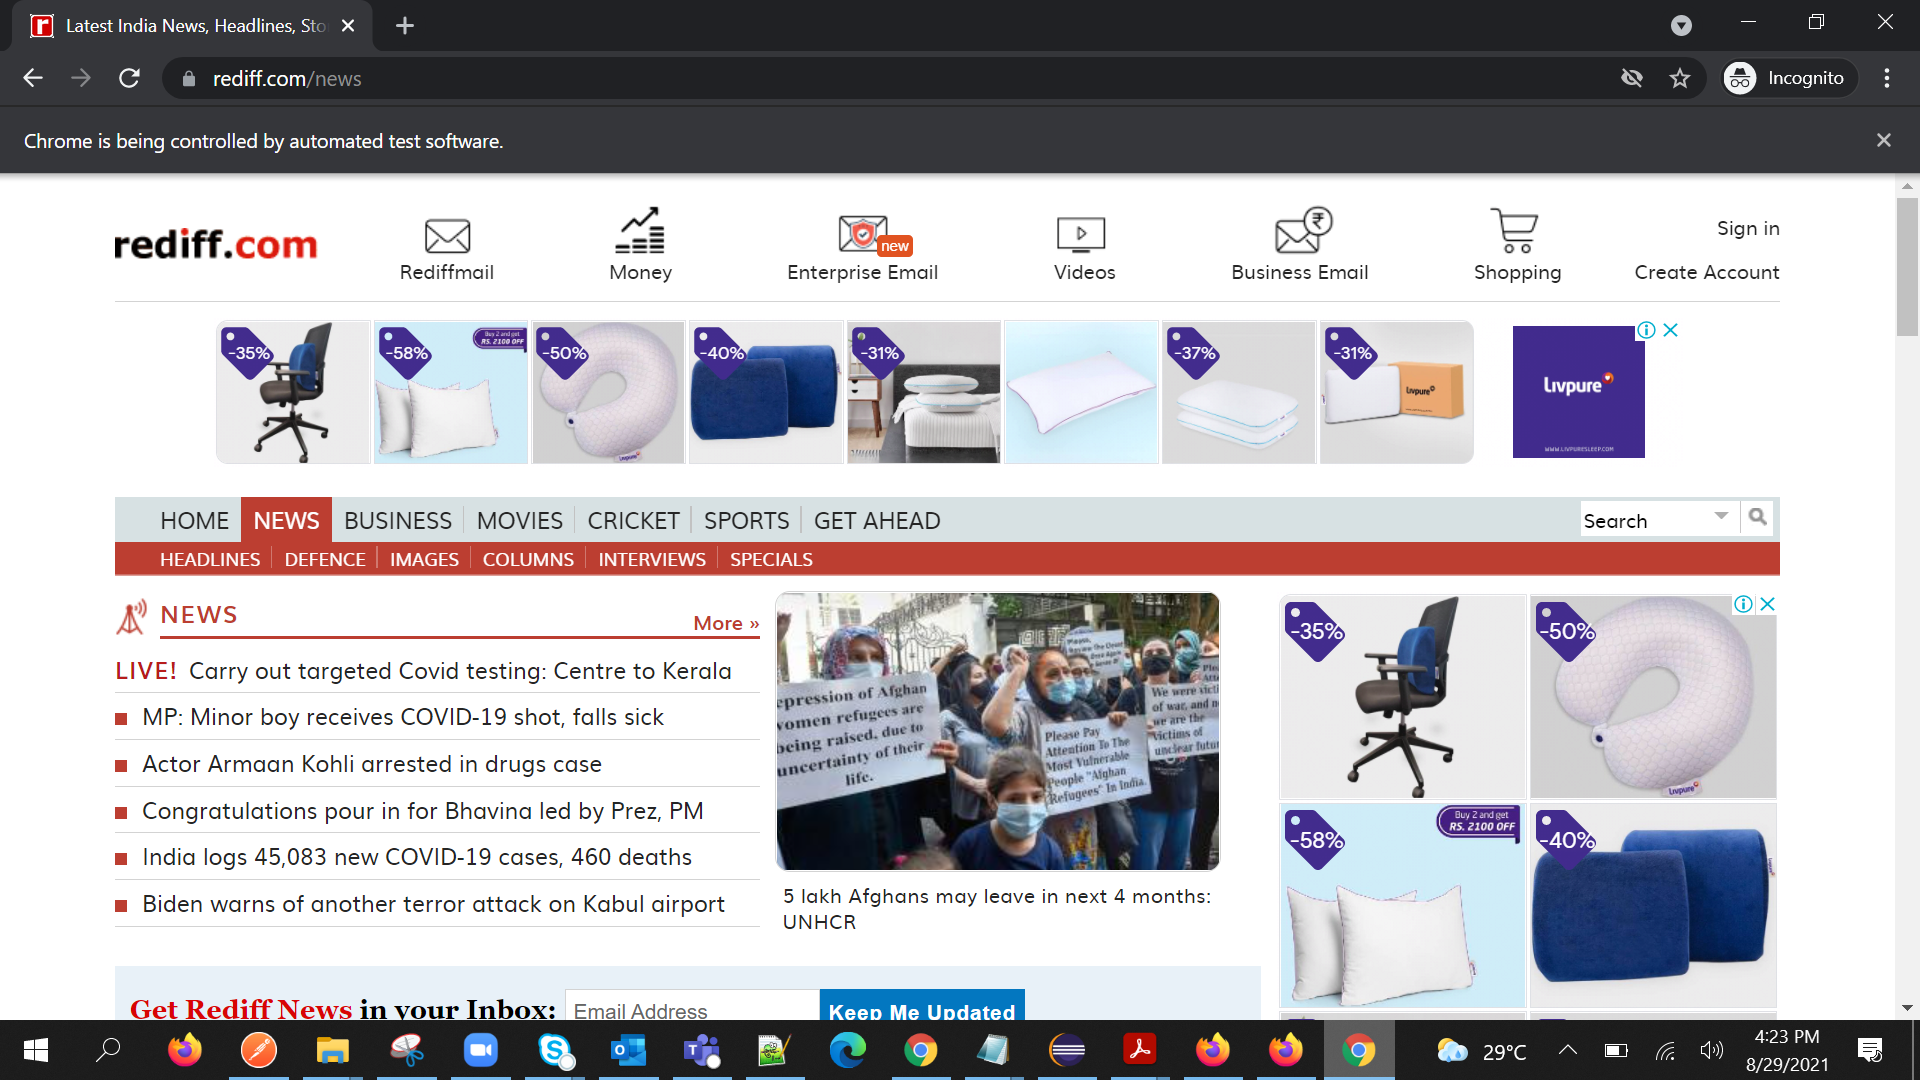 Latest India News, Headlines, Sto
rediff.com/news
Incognito
Chrome is being controlled by automated test software.
rediff.com
Rediffmail
Money
new
Enterprise Email
Videos
Business Email
Shopping
Sign in
Create Account
-35%
-58%
Buy 2 and get
RS. 2100 OFF
-50%
Livpure
-40%
-31%
-37%
-31%
Livpure
Livpure
WWW.LIVPURESLEEP.COM
HOME NEWS BUSINESS MOVIES CRICKET SPORTS GET AHEAD
Search
HEADLINES DEFENCE IMAGES COLUMNS INTERVIEWS SPECIALS
NEWS
More »
LIVE! Carry out targeted Covid testing: Centre to Kerala
MP: Minor boy receives COVID-19 shot, falls sick
Actor Armaan Kohli arrested in drugs case
Congratulations pour in for Bhavina led by Prez, PM
India logs 45,083 new COVID-19 cases, 460 deaths
Biden warns of another terror attack on Kabul airport
epression of Afghan
women refugees are
being raised, due to
uncertainty of their
life.
Please Pay
Attention To The
Most Vulnerable
People "Afghan
Refugees" In India.
We were victi
of war, and n
we are the
victims of
unclear futur
5 lakh Afghans may leave in next 4 months:
UNHCR
-35%
-50%
Livpure
-58%
Buy 2 and get
RS. 2100 OFF
-40%
Get Rediff News in your Inbox:
Email Address
Keep Me Updated
29°C
4:23 PM
8/29/2021